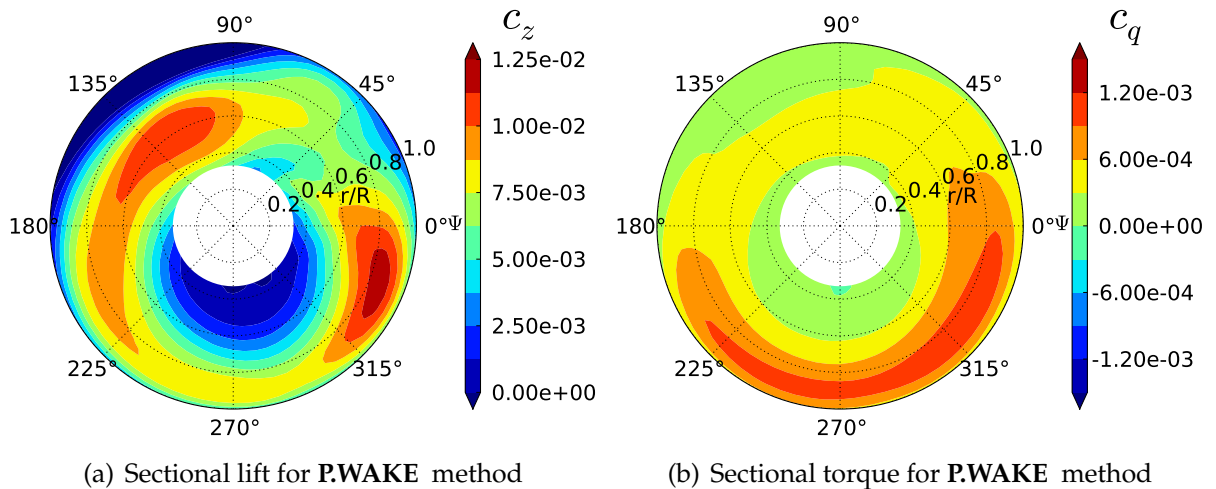 90°
45°
0°Ψ
315°
270°
225°
180°
135°
0.2
0.4
0.6
0.8
1.0
r/R
c_z
1.25e-02
1.00e-02
7.50e-03
5.00e-03
2.50e-03
0.00e+00
90°
45°
0°Ψ
315°
270°
225°
180°
135°
0.2
0.4
0.6
0.8
1.0
r/R
c_q
1.20e-03
6.00e-04
0.00e+00
-6.00e-04
-1.20e-03
(a) Sectional lift for P.WAKE method
(b) Sectional torque for P.WAKE method